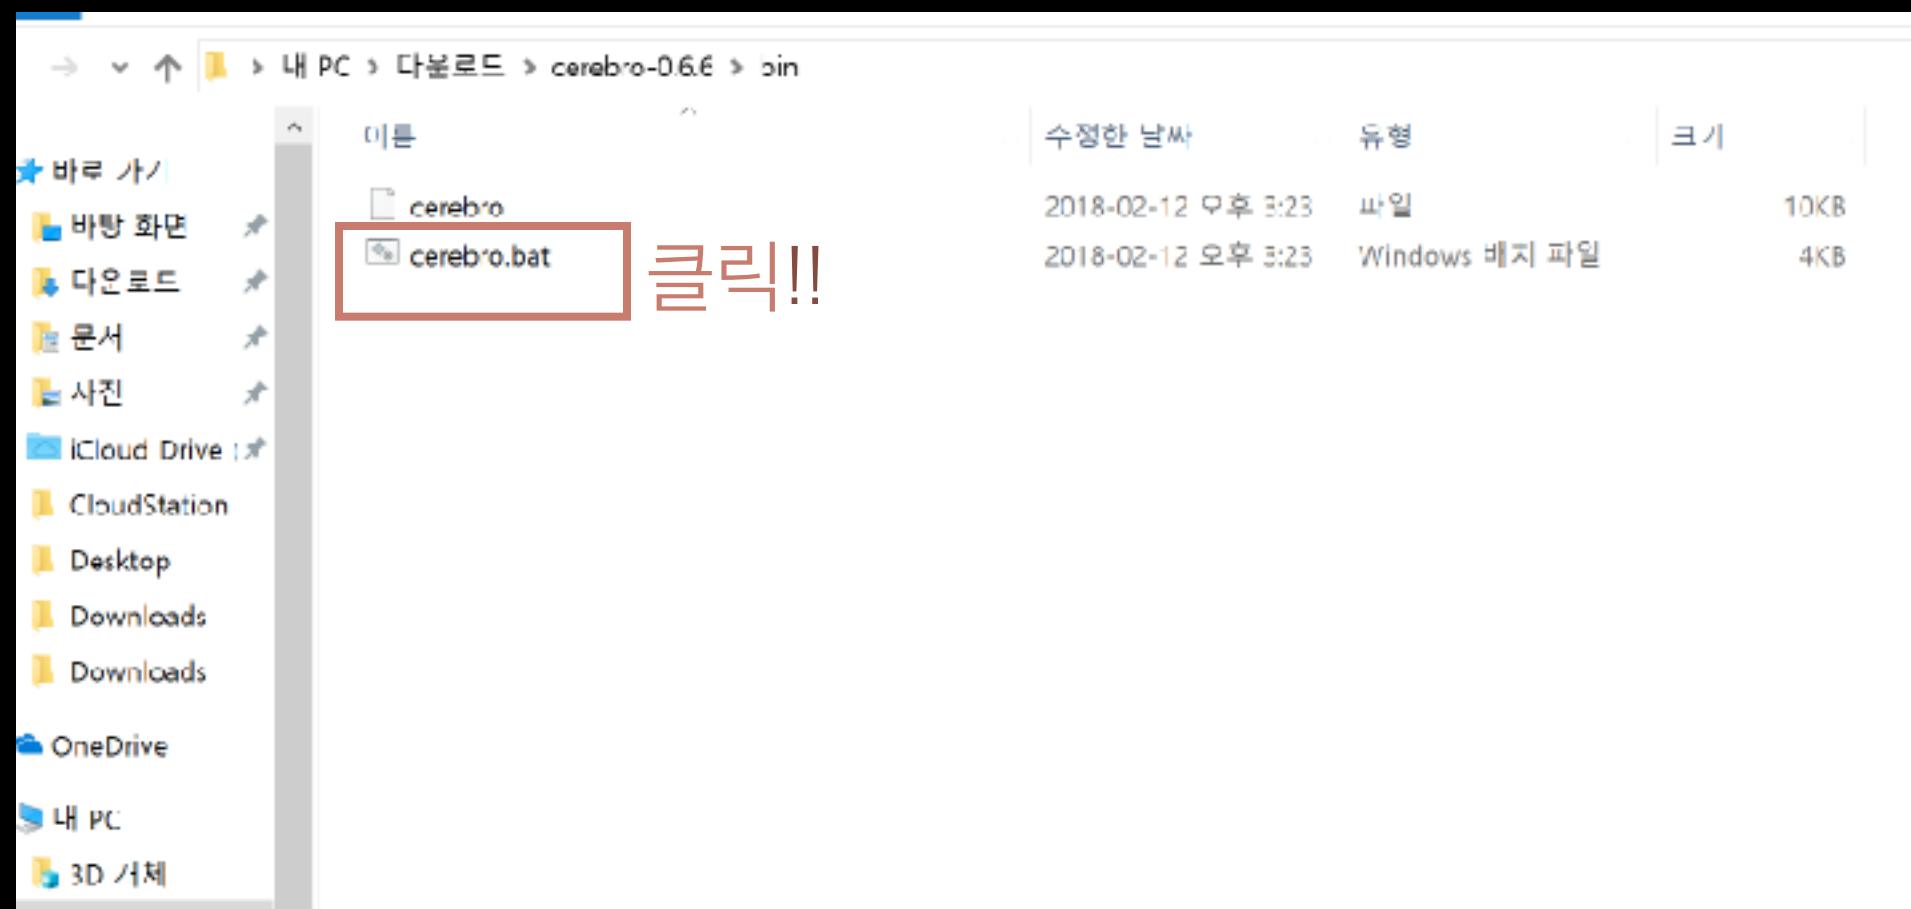 내 PC > 다운로드 > cerebro-0.6.6 > bin
이름 수정한 날짜 유형 크기
cerebro 2018-02-12 오후 3:23 파일 10KB
cerebro.bat 2018-02-12 오후 3:23 Windows 배치 파일 4KB
클릭!!
바로 가기
바탕 화면
다운로드
문서
사진
iCloud Drive
CloudStation
Desktop
Downloads
Downloads
OneDrive
내 PC
3D 개체